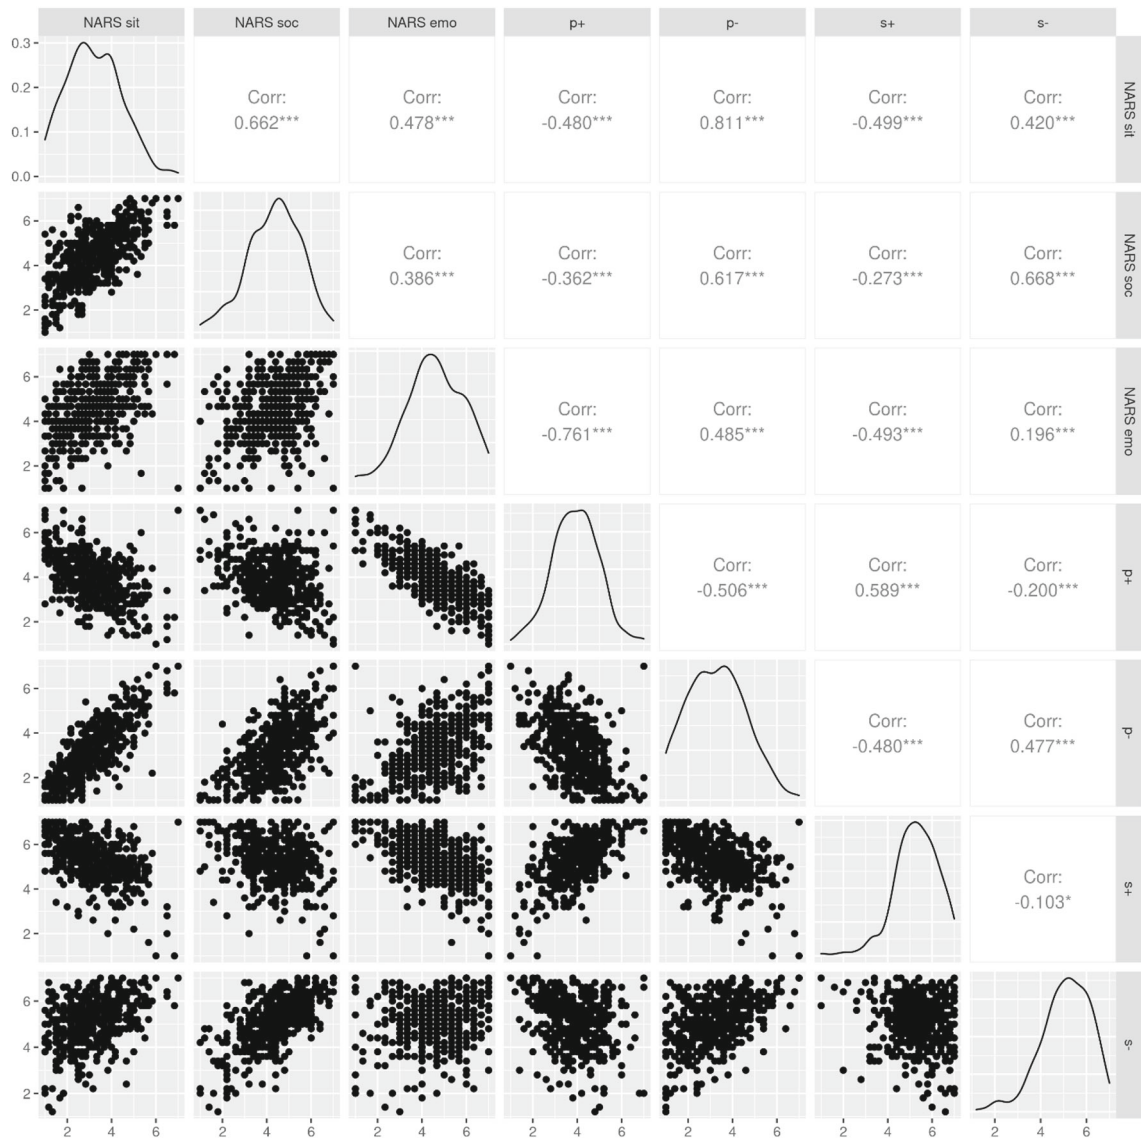 NARS sit NARS soc NARS emo p+ p- s+ s-
0.3
0.2
0.1
0.0
Corr:
0.662***
Corr:
0.478***
Corr:
-0.480***
Corr:
0.811***
Corr:
-0.499***
Corr:
0.420***
NARS sit
6
4
2
Corr:
0.386***
Corr:
-0.362***
Corr:
0.617***
Corr:
-0.273***
Corr:
0.668***
NARS soc
6
4
2
Corr:
-0.761***
Corr:
0.485***
Corr:
-0.493***
Corr:
0.196***
NARS emo
6
4
2
Corr:
-0.506***
Corr:
0.589***
Corr:
-0.200***
p+
6
4
2
Corr:
-0.480***
Corr:
0.477***
p-
6
4
2
Corr:
-0.103*
s+
6
4
2
s-
2 4 6 2 4 6 2 4 6 2 4 6 2 4 6 2 4 6 2 4 6